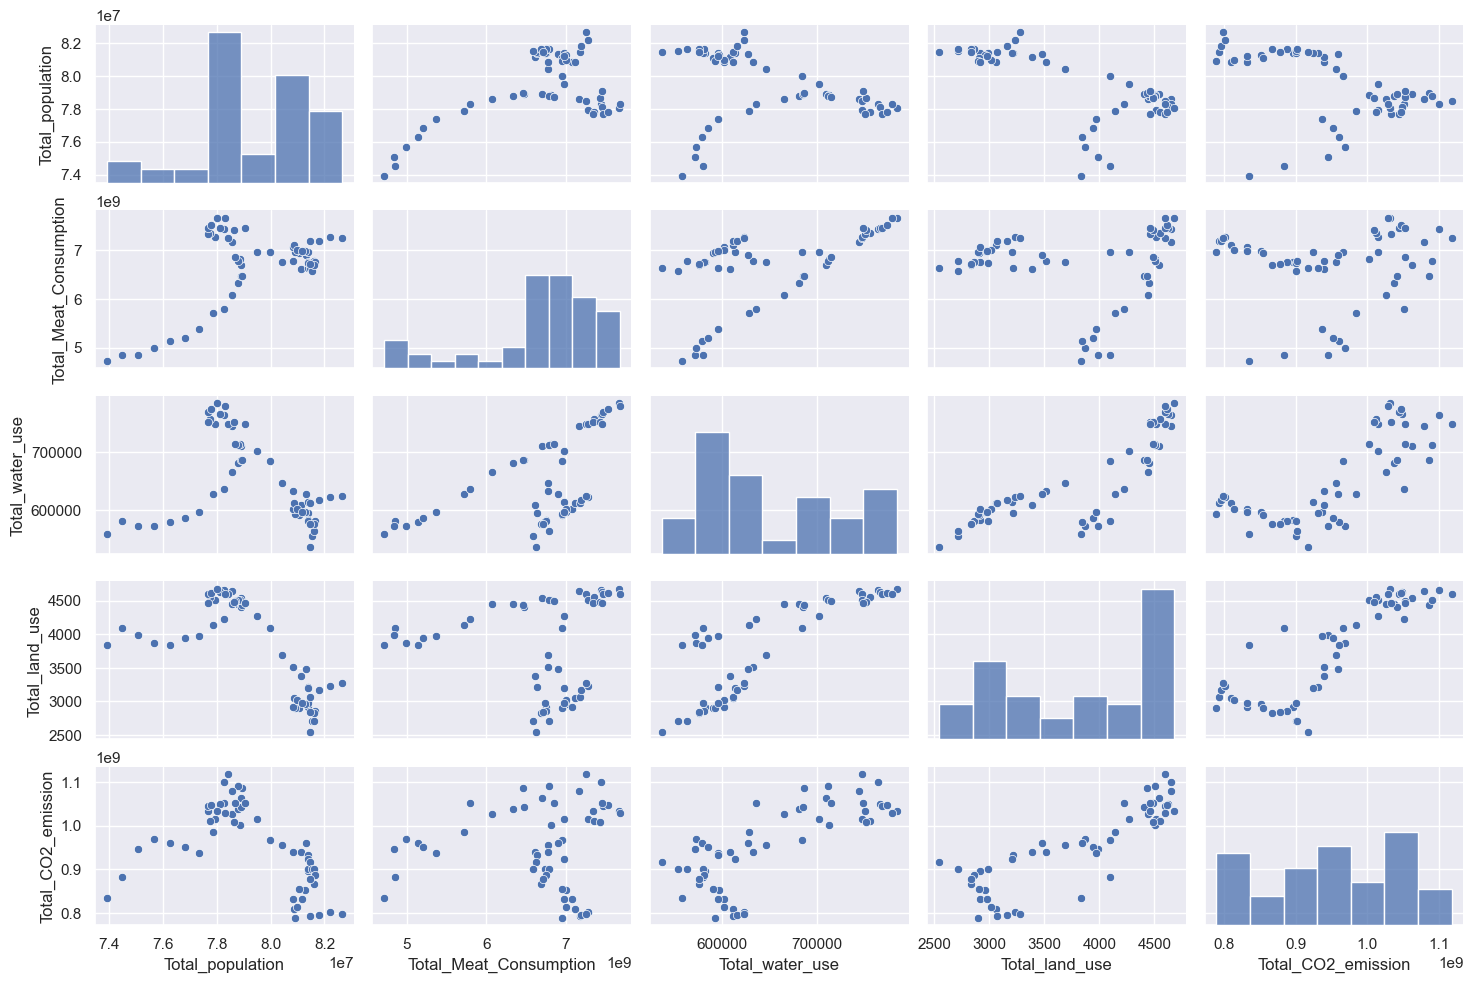 1e7
8.2
8.0
7.8
7.6
7.4
Total_population
1e9
7
6
5
Total_Meat_Consumption
700000
600000
Total_water_use
4500
4000
3500
3000
2500
Total_land_use
1e9
1.1
1.0
0.9
0.8
Total_CO2_emission
7.4 7.6 7.8 8.0 8.2 5 6 7 600000 700000 2500 3000 3500 4000 4500 0.8 0.9 1.0 1.1
Total_population 1e7 Total_Meat_Consumption 1e9 Total_water_use Total_land_use Total_CO2_emission 1e9